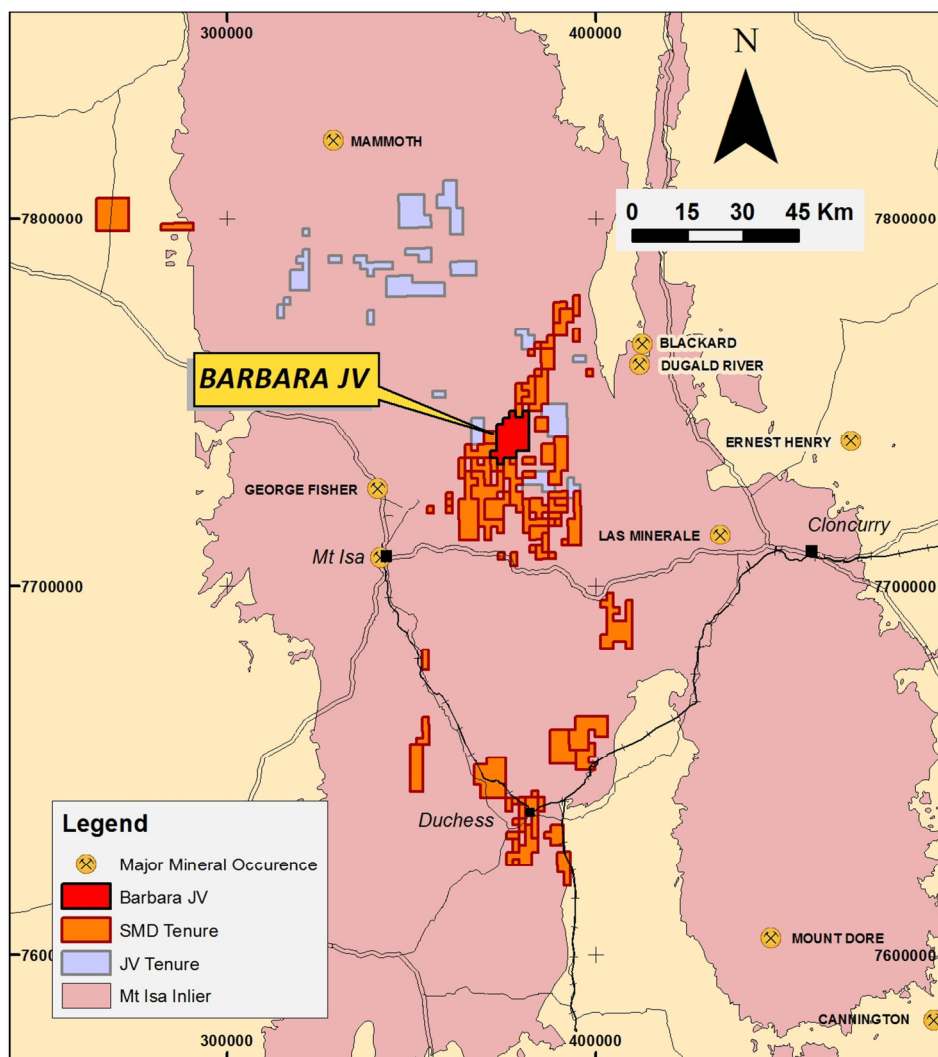 300000 400000
N
MAMMOTH
7800000 7800000
0 15 30 45 Km
BLACKARD
DUGALD RIVER
BARBARA JV
ERNEST HENRY
GEORGE FISHER
LAS MINERALE
Cloncurry
Mt Isa
7700000 7700000
Duchess
Legend
Major Mineral Occurence
Barbara JV
SMD Tenure
JV Tenure
Mt Isa Inlier
MOUNT DORE
7600000 7600000
CANNINGTON
300000 400000